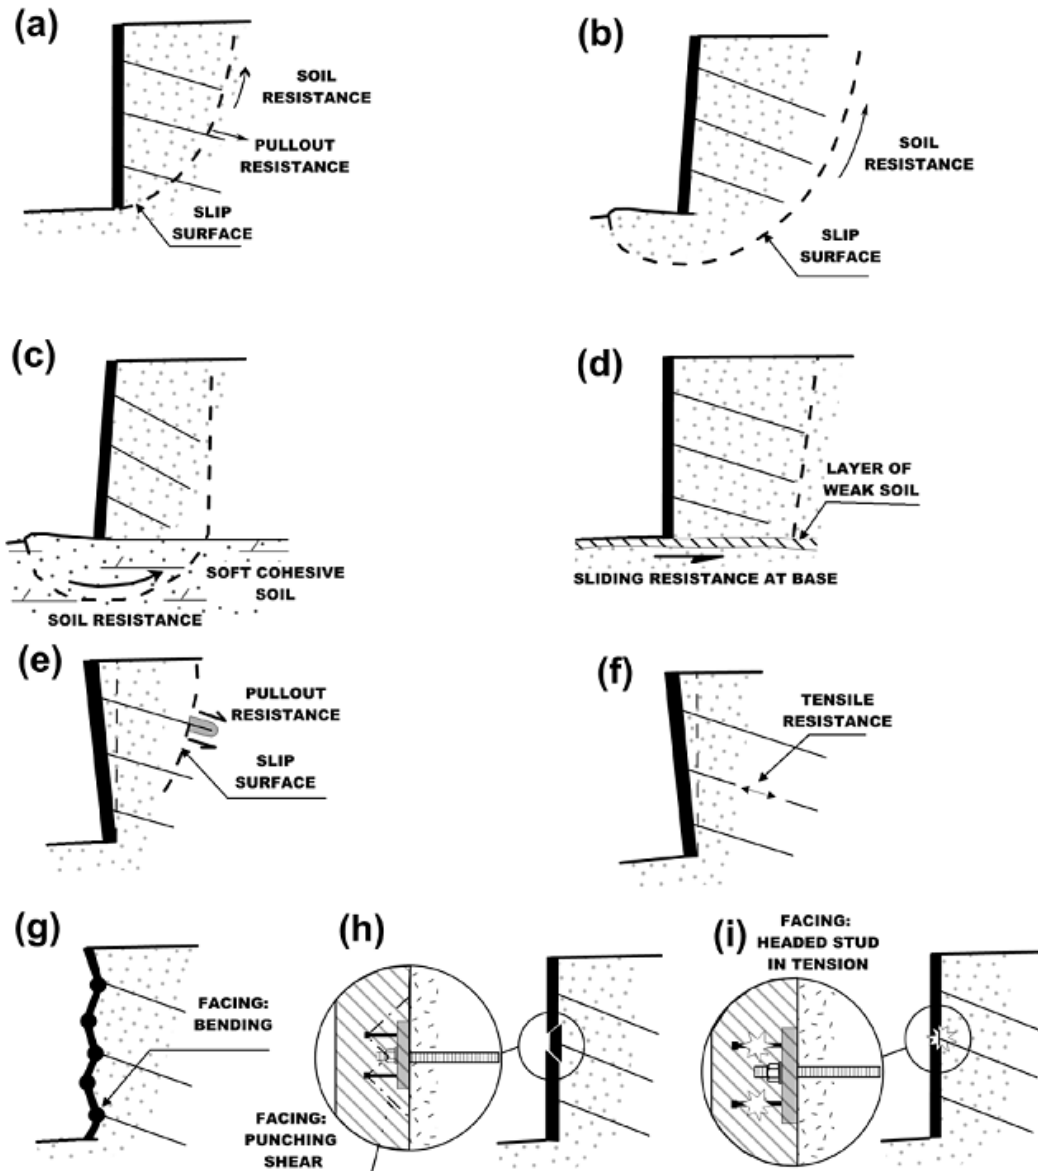 (a)
SOIL
RESISTANCE
PULLOUT
RESISTANCE
SLIP
SURFACE
(b)
SOIL
RESISTANCE
SLIP
SURFACE
(c)
SOFT COHESIVE
SOIL
SOIL RESISTANCE
(d)
LAYER OF
WEAK SOIL
SLIDING RESISTANCE AT BASE
(e)
PULLOUT
RESISTANCE
SLIP
SURFACE
(f)
TENSILE
RESISTANCE
(g)
FACING:
BENDING
(h)
FACING:
PUNCHING
SHEAR
(i)
FACING:
HEADED STUD
IN TENSION